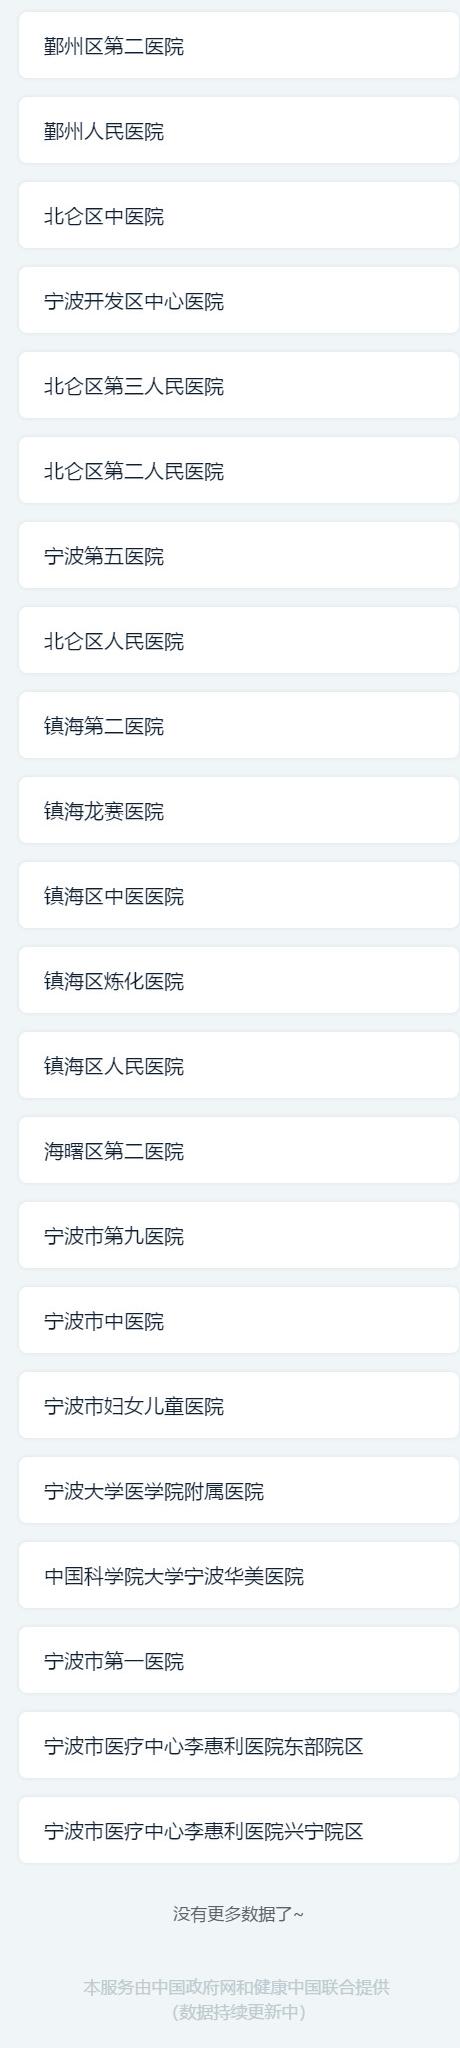 鄞州区第二医院
鄞州人民医院
北仑区中医院
宁波开发区中心医院
北仑区第三人民医院
北仑区第二人民医院
宁波第五医院
北仑区人民医院
镇海第二医院
镇海龙赛医院
镇海区中医医院
镇海区炼化医院
镇海区人民医院
海曙区第二医院
宁波市第九医院
宁波市中医院
宁波市妇女儿童医院
宁波大学医学院附属医院
中国科学院大学宁波华美医院
宁波市第一医院
宁波市医疗中心李惠利医院东部院区
宁波市医疗中心李惠利医院兴宁院区
没有更多数据了~
本服务由中国政府网和健康中国联合提供
（数据持续更新中）